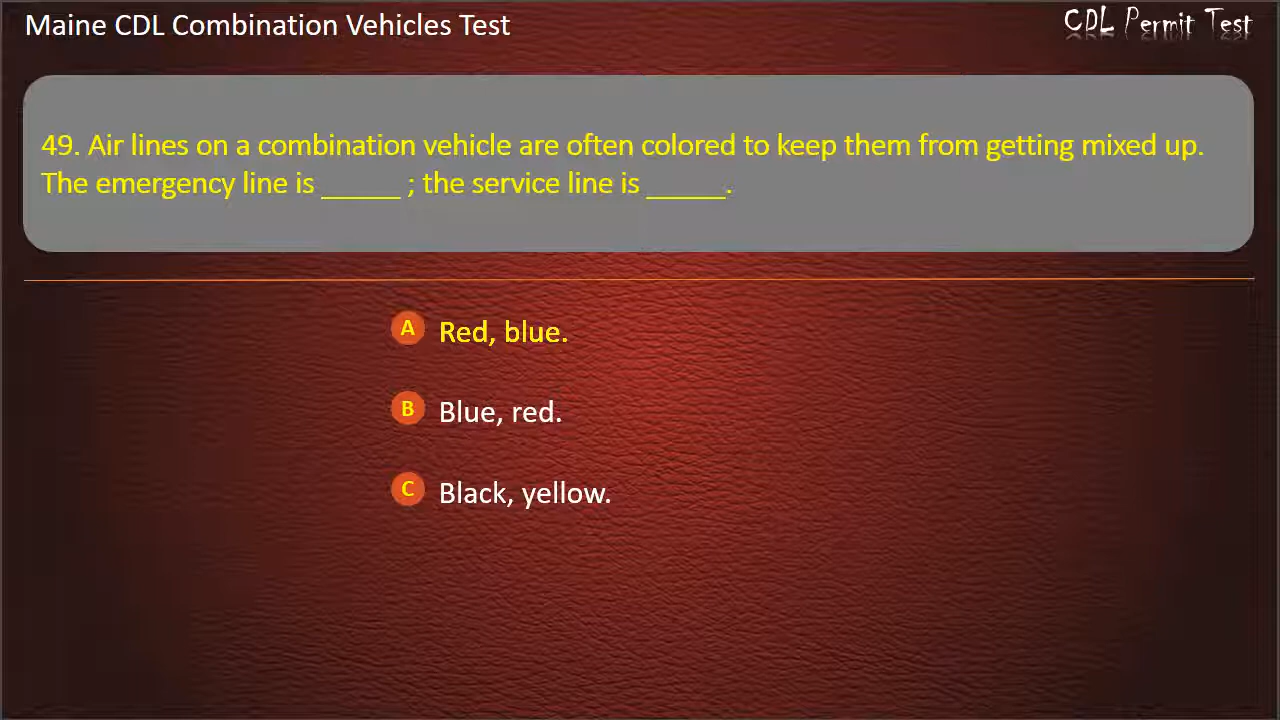 Maine CDL Combination Vehicles Test
CDL Permit Test
49. Air lines on a combination vehicle are often colored to keep them from getting mixed up.
The emergency line is _____ ; the service line is _____.
A Red, blue.
B Blue, red.
C Black, yellow.